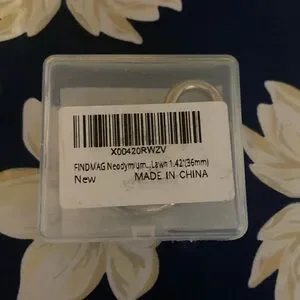 X00420RWZV
FINDMAG Neodymium...Lawn 1.42"(36mm)
New MADE IN CHINA